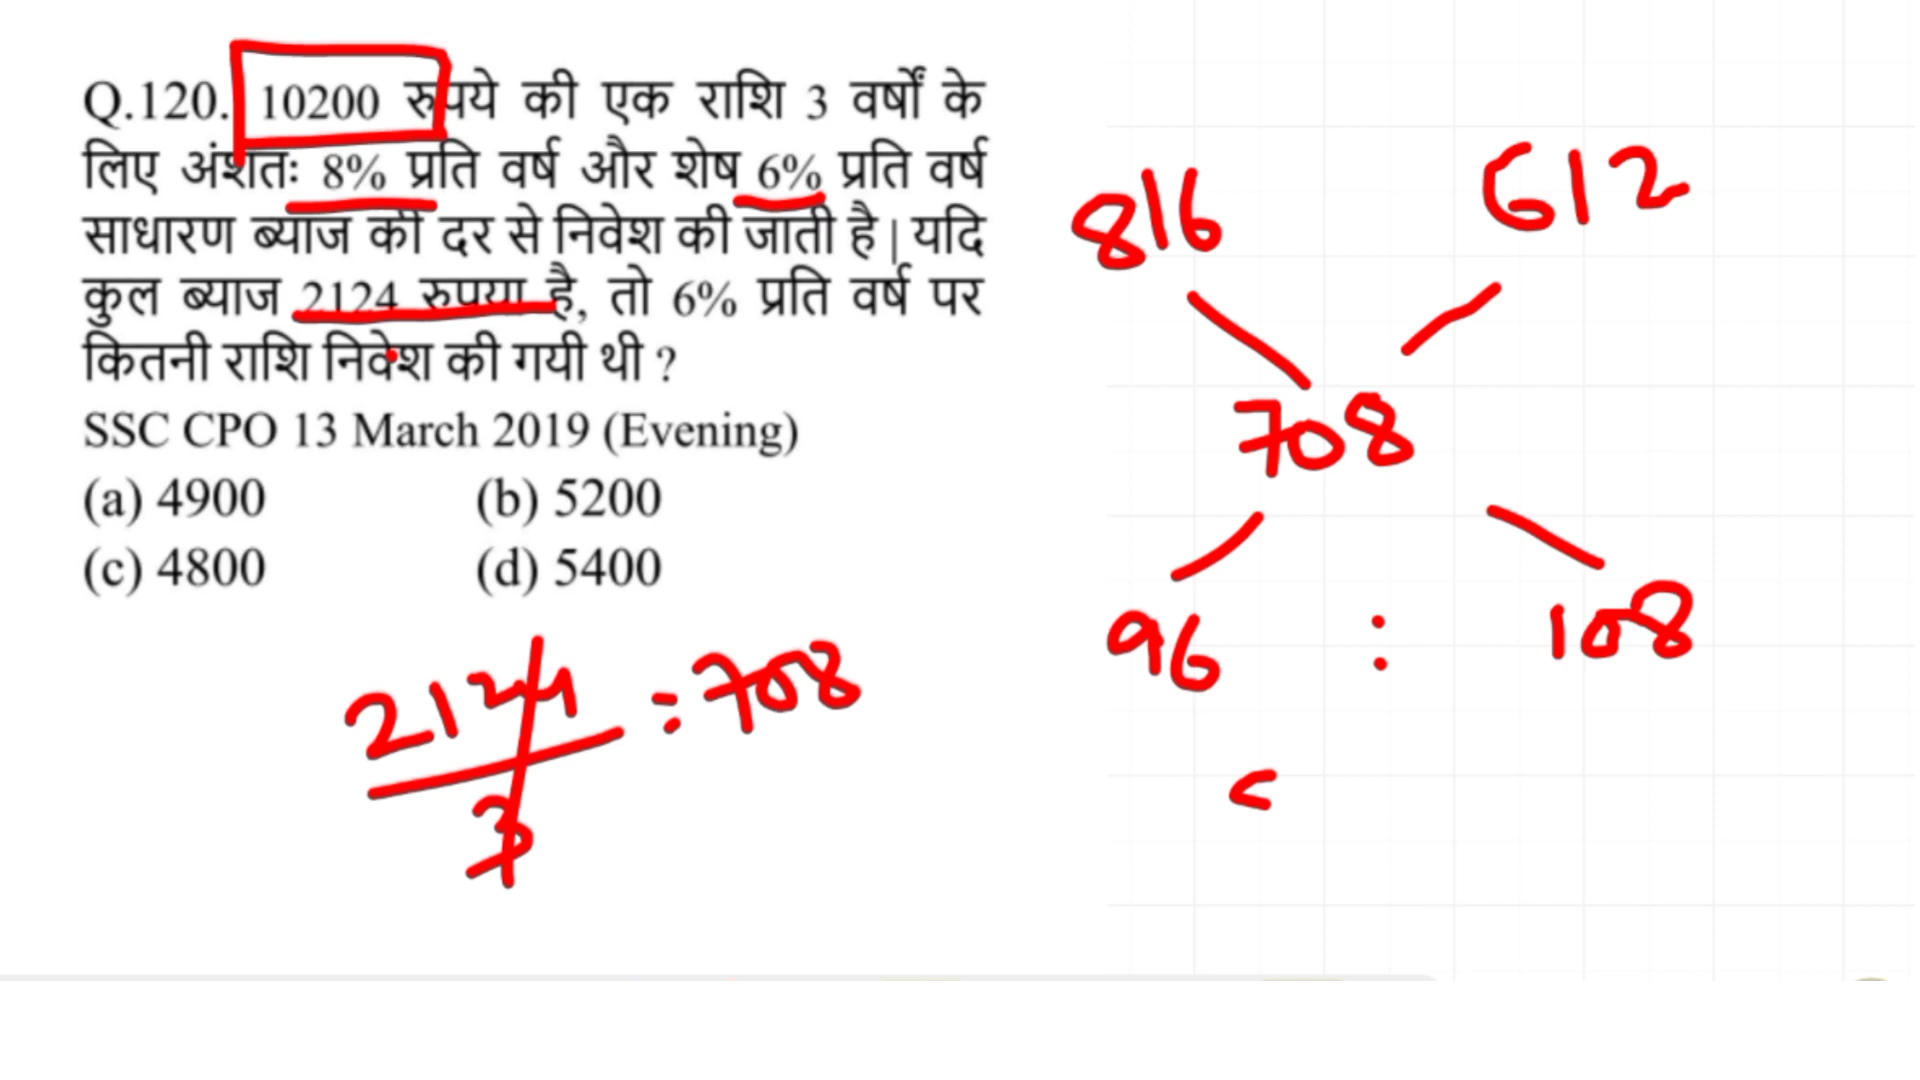 Q.120. 10200 रुपये की एक राशि 3 वर्षों के
लिए अंशतः 8% प्रति वर्ष और शेष 6% प्रति वर्ष
साधारण ब्याज की दर से निवेश की जाती है | यदि
कुल ब्याज 2124 रुपया है, तो 6% प्रति वर्ष पर
कितनी राशि निवेश की गयी थी ?
SSC CPO 13 March 2019 (Evening)
(a) 4900 (b) 5200
(c) 4800 (d) 5400
2124
3
= 708
816 612
708
96 : 108